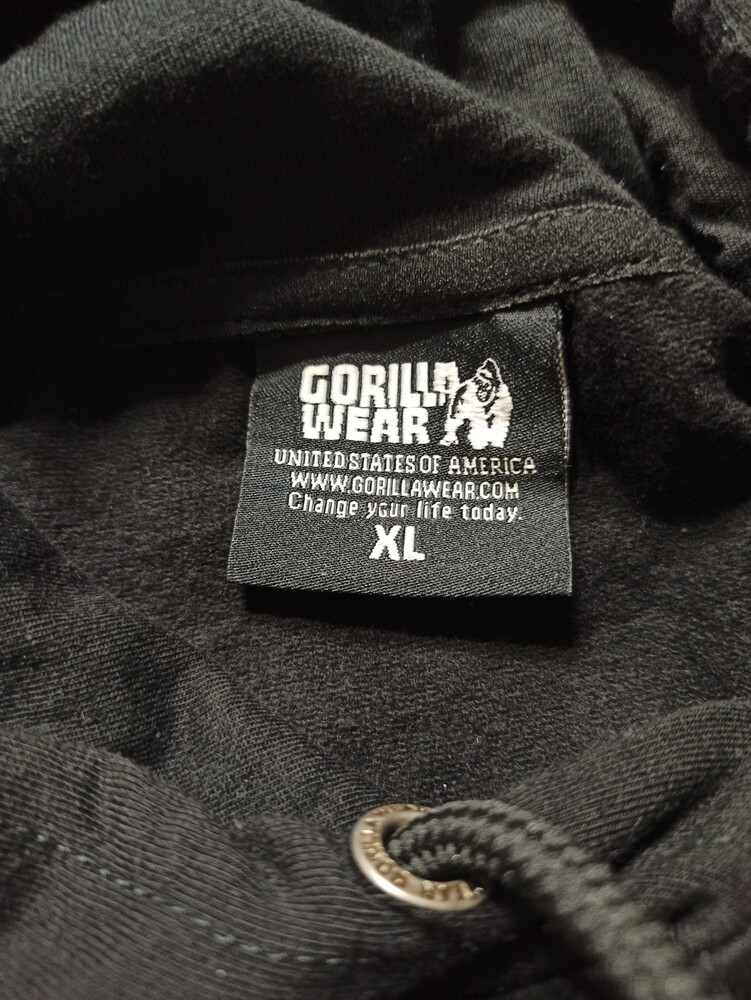 GORILLA
WEAR
UNITED STATES OF AMERICA
WWW.GORILLAWEAR.COM
Change your life today.
XL